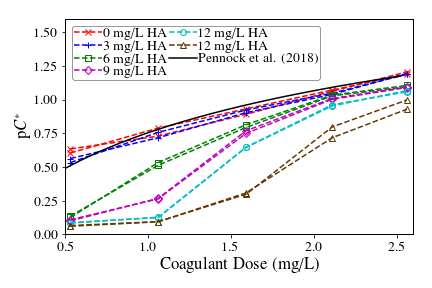 0 mg/L HA
3 mg/L HA
6 mg/L HA
9 mg/L HA
12 mg/L HA
12 mg/L HA
Pennock et al. (2018)
pC*
1.50
1.25
1.00
0.75
0.50
0.25
0.00
0.5 1.0 1.5 2.0 2.5
Coagulant Dose (mg/L)